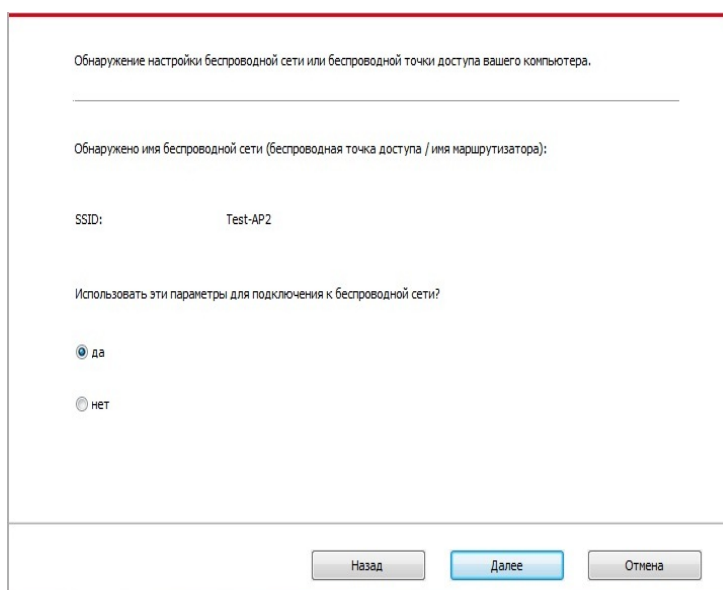 Обнаружение настройки беспроводной сети или беспроводной точки доступа вашего компьютера.
Обнаружено имя беспроводной сети (беспроводная точка доступа / имя маршрутизатора):
SSID: Test-AP2
Использовать эти параметры для подключения к беспроводной сети?
да
нет
Назад Далее Отмена